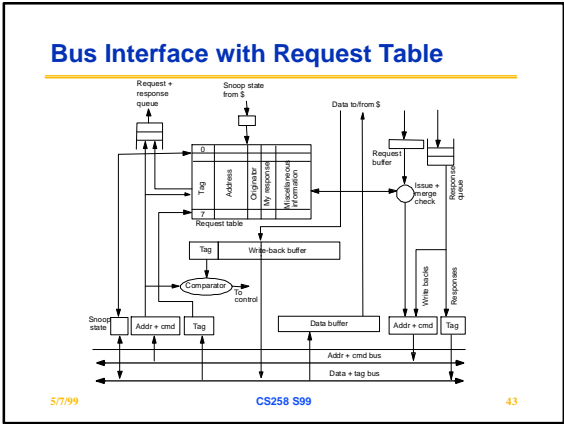 Bus Interface with Request Table
Request +
response
queue
Snoop state
from $
Data to/from $
0
Tag
Address
Originator
My response
Miscellaneous
information
7
Request table
Request
buffer
Issue +
merge
check
Response
queue
Tag
Write-back buffer
Comparator
To
control
Write backs
Responses
Snoop
state
Addr + cmd
Tag
Data buffer
Addr + cmd
Tag
Addr + cmd bus
Data + tag bus
5/7/99
CS258 S99
43